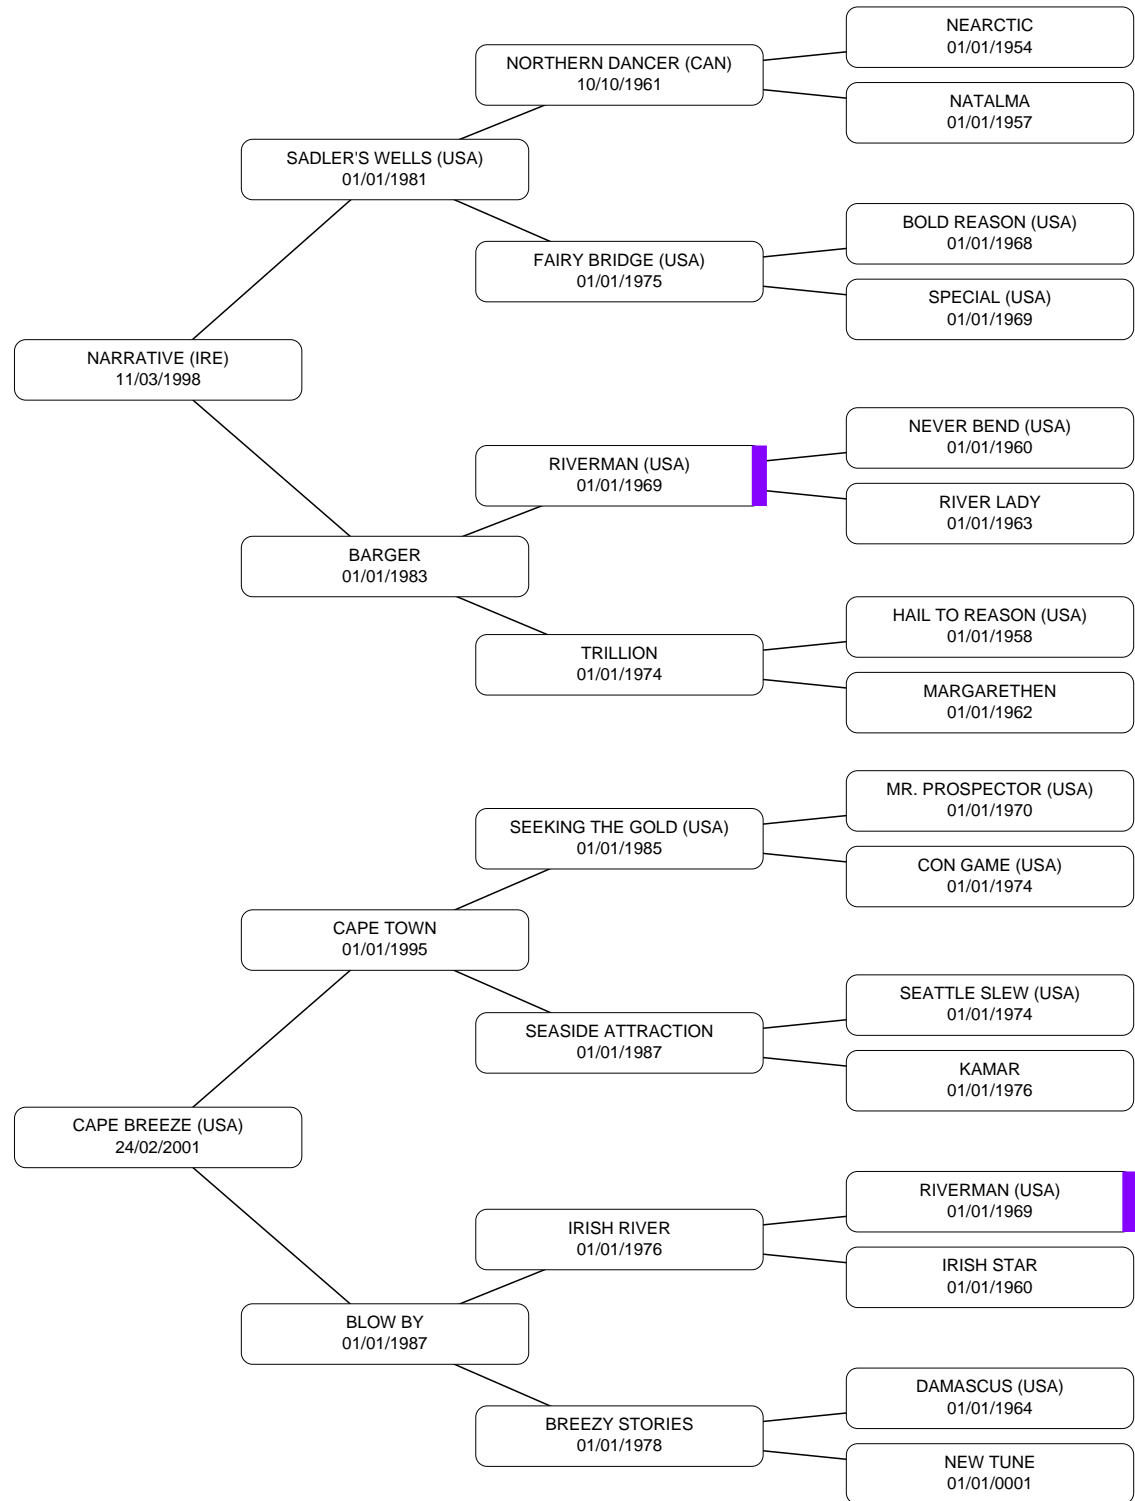 NEARCTIC
01/01/1954
NORTHERN DANCER (CAN)
10/10/1961
NATALMA
01/01/1957
SADLER'S WELLS (USA)
01/01/1981
BOLD REASON (USA)
01/01/1968
FAIRY BRIDGE (USA)
01/01/1975
SPECIAL (USA)
01/01/1969
NARRATIVE (IRE)
11/03/1998
NEVER BEND (USA)
01/01/1960
RIVERMAN (USA)
01/01/1969
RIVER LADY
01/01/1963
BARGER
01/01/1983
HAIL TO REASON (USA)
01/01/1958
TRILLION
01/01/1974
MARGARETHEN
01/01/1962
MR. PROSPECTOR (USA)
01/01/1970
SEEKING THE GOLD (USA)
01/01/1985
CON GAME (USA)
01/01/1974
CAPE TOWN
01/01/1995
SEATTLE SLEW (USA)
01/01/1974
SEASIDE ATTRACTION
01/01/1987
KAMAR
01/01/1976
CAPE BREEZE (USA)
24/02/2001
RIVERMAN (USA)
01/01/1969
IRISH RIVER
01/01/1976
IRISH STAR
01/01/1960
BLOW BY
01/01/1987
DAMASCUS (USA)
01/01/1964
BREEZY STORIES
01/01/1978
NEW TUNE
01/01/0001